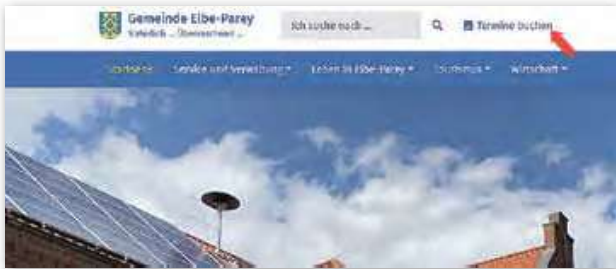 Gemeinde Elbe-Parey
Ich suche nach ...
Termine buchen
Startseite Service und Verwaltung Leben in Elbe-Parey Tourismus Wirtschaft